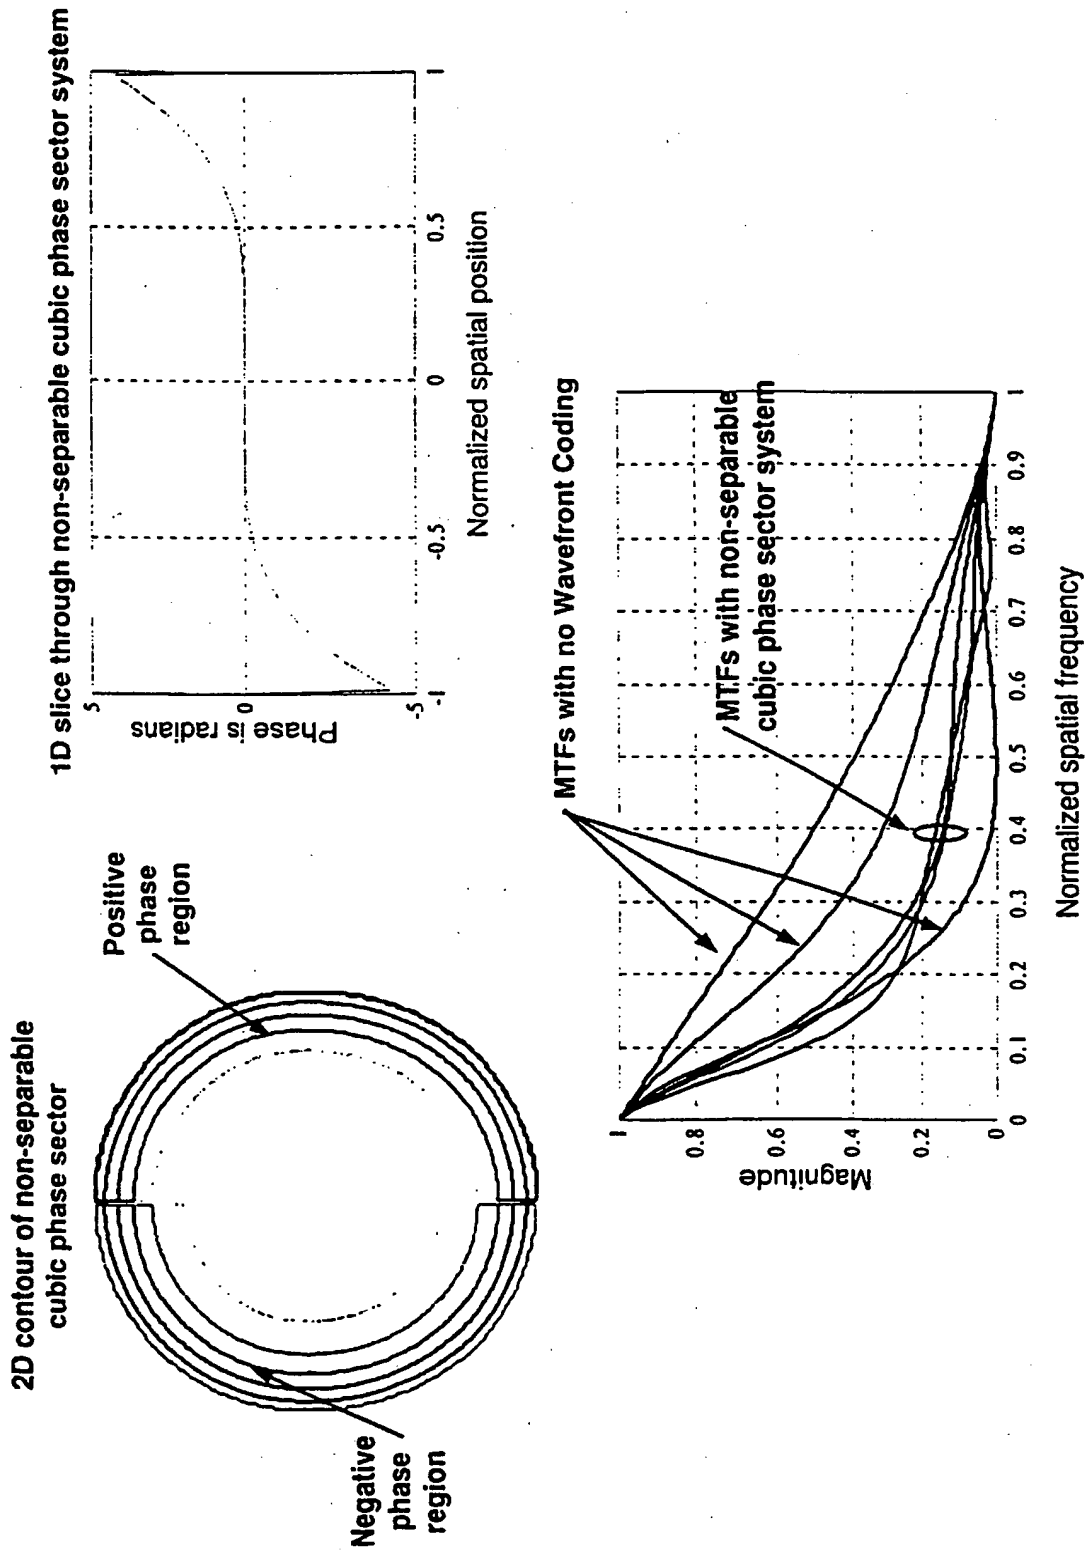 2D contour of non-separable
cubic phase sector
Positive
phase
region
Negative
phase
region
1D slice through non-separable cubic phase sector system
Phase is radians
5
0
-5
-1
-0.5
0
0.5
1
Normalized spatial position
MTFs with no Wavefront Coding
MTFs with non-separable
cubic phase sector system
Magnitude
1
0.8
0.6
0.4
0.2
0
0
0.1
0.2
0.3
0.4
0.5
0.6
0.7
0.8
0.9
1
Normalized spatial frequency